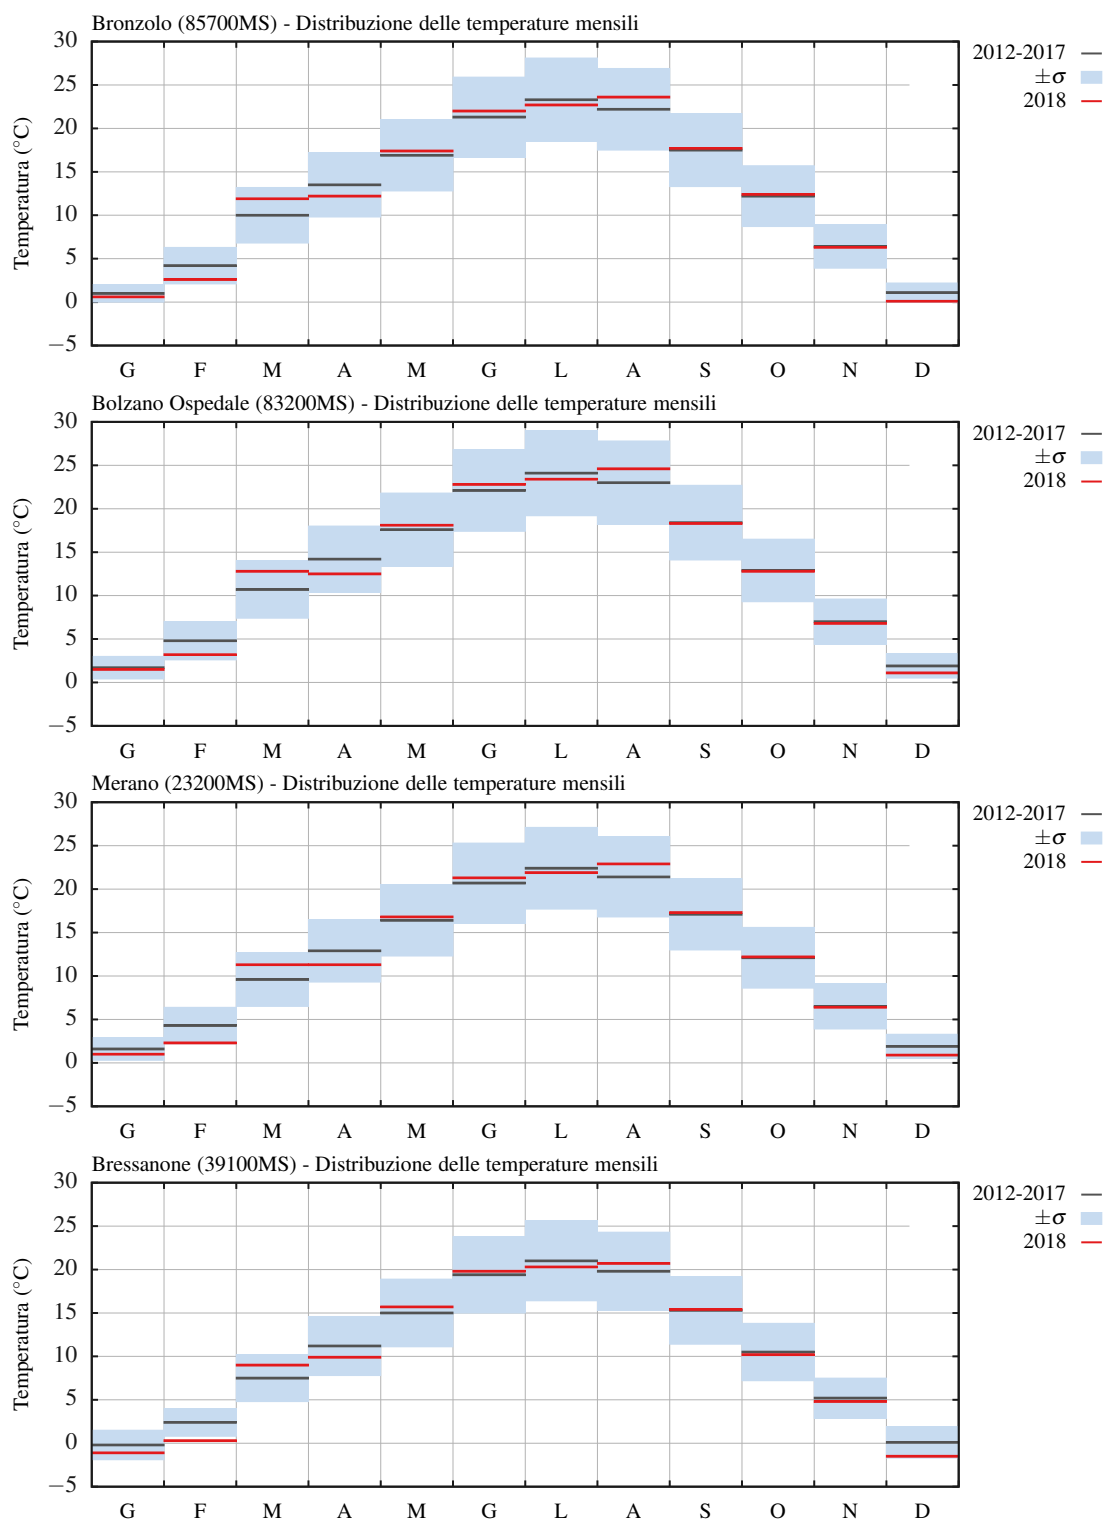 Bronzolo (85700MS) - Distribuzione delle temperature mensili
30
25
20
15
10
5
0
−5
Temperatura (°C)
G F M A M G L A S O N D
2012-2017
±σ
2018
Bolzano Ospedale (83200MS) - Distribuzione delle temperature mensili
30
25
20
15
10
5
0
−5
Temperatura (°C)
G F M A M G L A S O N D
2012-2017
±σ
2018
Merano (23200MS) - Distribuzione delle temperature mensili
30
25
20
15
10
5
0
−5
Temperatura (°C)
G F M A M G L A S O N D
2012-2017
±σ
2018
Bressanone (39100MS) - Distribuzione delle temperature mensili
30
25
20
15
10
5
0
−5
Temperatura (°C)
G F M A M G L A S O N D
2012-2017
±σ
2018